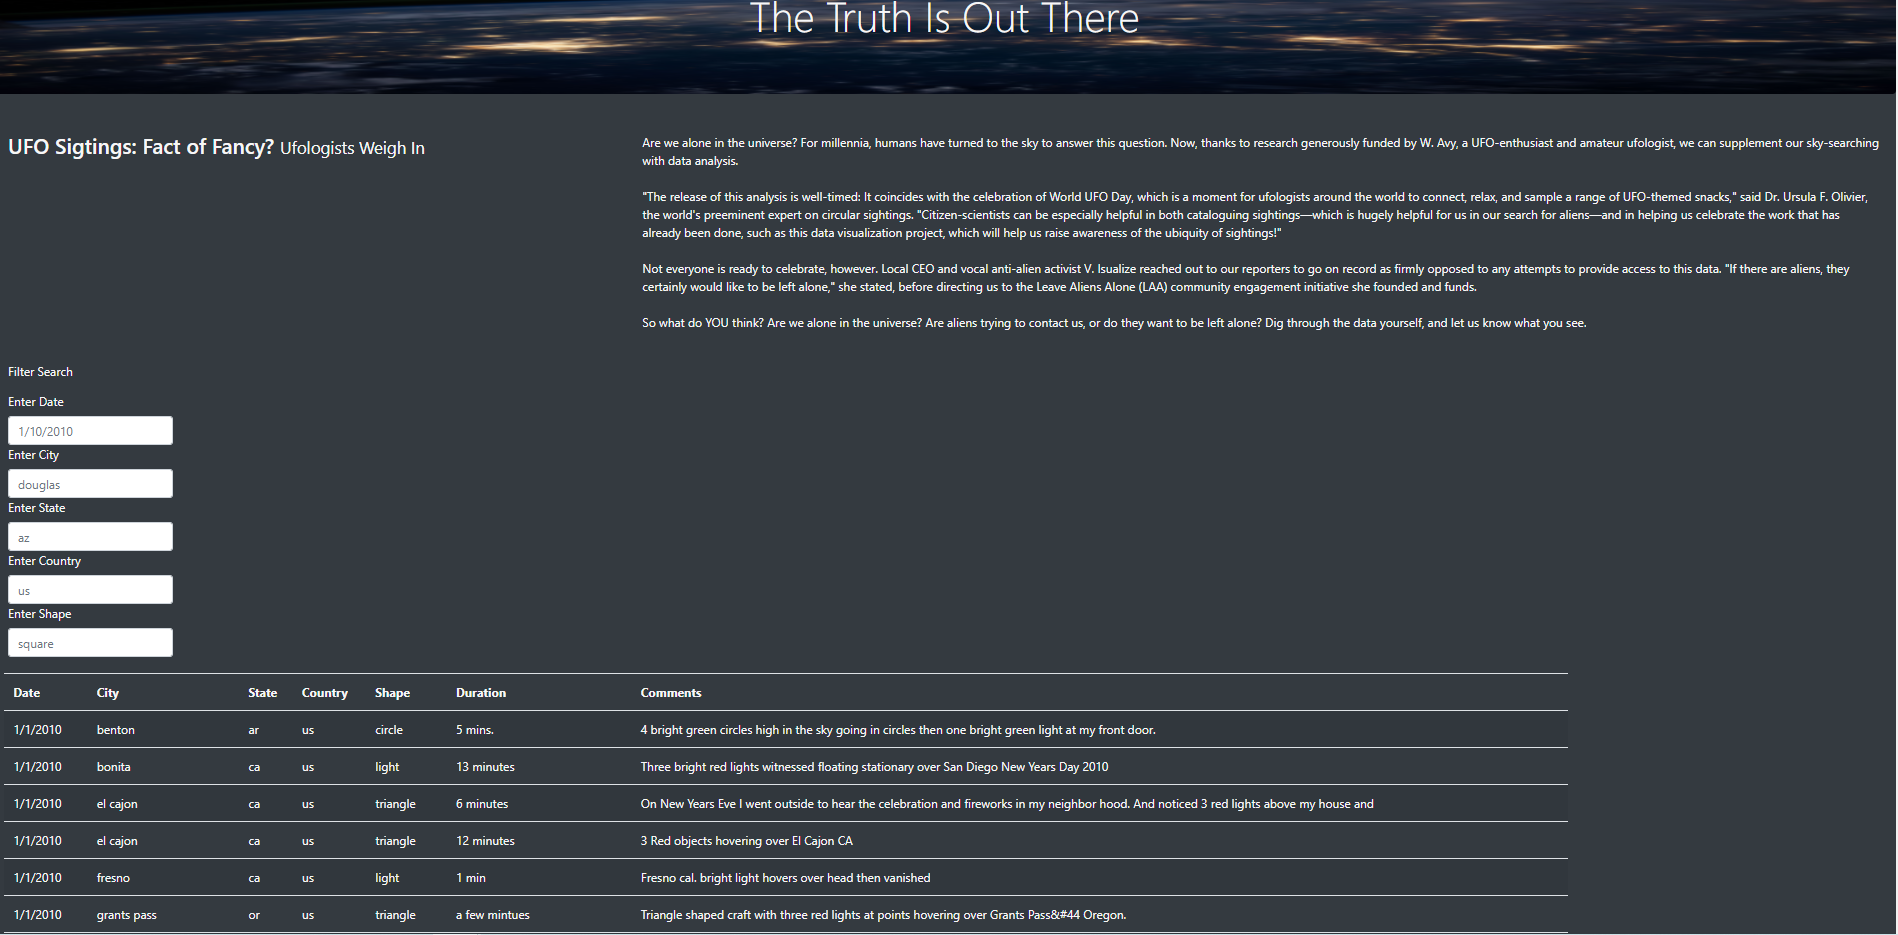 The Truth Is Out There
UFO Sigtings: Fact of Fancy? Ufologists Weigh In
Are we alone in the universe? For millennia, humans have turned to the sky to answer this question. Now, thanks to research generously funded by W. Avy, a UFO-enthusiast and amateur ufologist, we can supplement our sky-searching
with data analysis.
"The release of this analysis is well-timed: It coincides with the celebration of World UFO Day, which is a moment for ufologists around the world to connect, relax, and sample a range of UFO-themed snacks," said Dr. Ursula F. Olivier,
the world's preeminent expert on circular sightings. "Citizen-scientists can be especially helpful in both cataloguing sightings—which is hugely helpful for us in our search for aliens—and in helping us celebrate the work that has
already been done, such as this data visualization project, which will help us raise awareness of the ubiquity of sightings!"
Not everyone is ready to celebrate, however. Local CEO and vocal anti-alien activist V. Isualize reached out to our reporters to go on record as firmly opposed to any attempts to provide access to this data. "If there are aliens, they
certainly would like to be left alone," she stated, before directing us to the Leave Aliens Alone (LAA) community engagement initiative she founded and funds.
So what do YOU think? Are we alone in the universe? Are aliens trying to contact us, or do they want to be left alone? Dig through the data yourself, and let us know what you see.
Filter Search
Enter Date
1/10/2010
Enter City
douglas
Enter State
az
Enter Country
us
Enter Shape
square
Date City State Country Shape Duration Comments
1/1/2010 benton ar us circle 5 mins. 4 bright green circles high in the sky going in circles then one bright green light at my front door.
1/1/2010 bonita ca us light 13 minutes Three bright red lights witnessed floating stationary over San Diego New Years Day 2010
1/1/2010 el cajon ca us triangle 6 minutes On New Years Eve I went outside to hear the celebration and fireworks in my neighbor hood. And noticed 3 red lights above my house and
1/1/2010 el cajon ca us triangle 12 minutes 3 Red objects hovering over El Cajon CA
1/1/2010 fresno ca us light 1 min Fresno cal. bright light hovers over head then vanished
1/1/2010 grants pass or us triangle a few mintues Triangle shaped craft with three red lights at points hovering over Grants Pass&#44 Oregon.